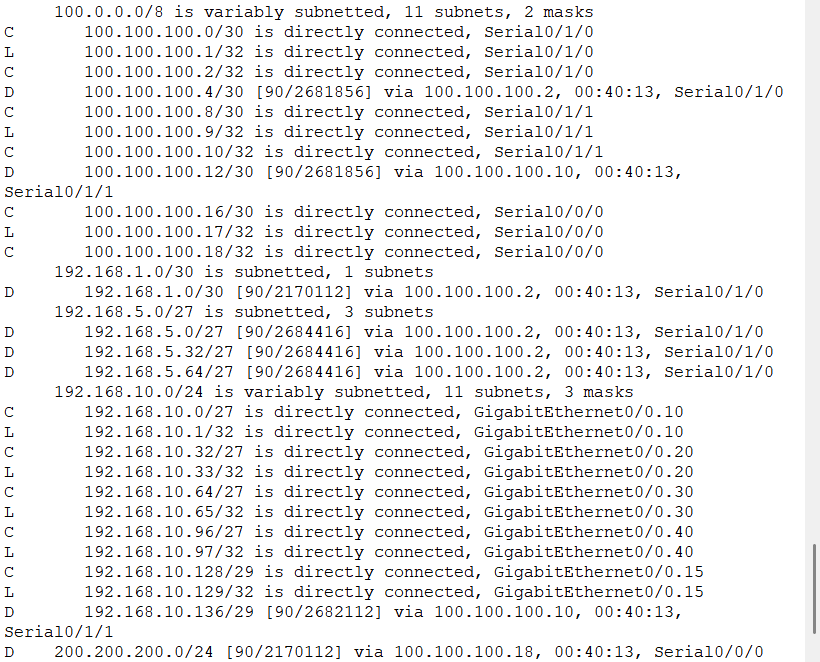 100.0.0.0/8 is variably subnetted, 11 subnets, 2 masks
C 100.100.100.0/30 is directly connected, Serial0/1/0
L 100.100.100.1/32 is directly connected, Serial0/1/0
C 100.100.100.2/32 is directly connected, Serial0/1/0
D 100.100.100.4/30 [90/2681856] via 100.100.100.2, 00:40:13, Serial0/1/0
C 100.100.100.8/30 is directly connected, Serial0/1/1
L 100.100.100.9/32 is directly connected, Serial0/1/1
C 100.100.100.10/32 is directly connected, Serial0/1/1
D 100.100.100.12/30 [90/2681856] via 100.100.100.10, 00:40:13,
Serial0/1/1
C 100.100.100.16/30 is directly connected, Serial0/0/0
L 100.100.100.17/32 is directly connected, Serial0/0/0
C 100.100.100.18/32 is directly connected, Serial0/0/0
192.168.1.0/30 is subnetted, 1 subnets
D 192.168.1.0/30 [90/2170112] via 100.100.100.2, 00:40:13, Serial0/1/0
192.168.5.0/27 is subnetted, 3 subnets
D 192.168.5.0/27 [90/2684416] via 100.100.100.2, 00:40:13, Serial0/1/0
D 192.168.5.32/27 [90/2684416] via 100.100.100.2, 00:40:13, Serial0/1/0
D 192.168.5.64/27 [90/2684416] via 100.100.100.2, 00:40:13, Serial0/1/0
192.168.10.0/24 is variably subnetted, 11 subnets, 3 masks
C 192.168.10.0/27 is directly connected, GigabitEthernet0/0.10
L 192.168.10.1/32 is directly connected, GigabitEthernet0/0.10
C 192.168.10.32/27 is directly connected, GigabitEthernet0/0.20
L 192.168.10.33/32 is directly connected, GigabitEthernet0/0.20
C 192.168.10.64/27 is directly connected, GigabitEthernet0/0.30
L 192.168.10.65/32 is directly connected, GigabitEthernet0/0.30
C 192.168.10.96/27 is directly connected, GigabitEthernet0/0.40
L 192.168.10.97/32 is directly connected, GigabitEthernet0/0.40
C 192.168.10.128/29 is directly connected, GigabitEthernet0/0.15
L 192.168.10.129/32 is directly connected, GigabitEthernet0/0.15
D 192.168.10.136/29 [90/2682112] via 100.100.100.10, 00:40:13,
Serial0/1/1
D 200.200.200.0/24 [90/2170112] via 100.100.100.18, 00:40:13, Serial0/0/0